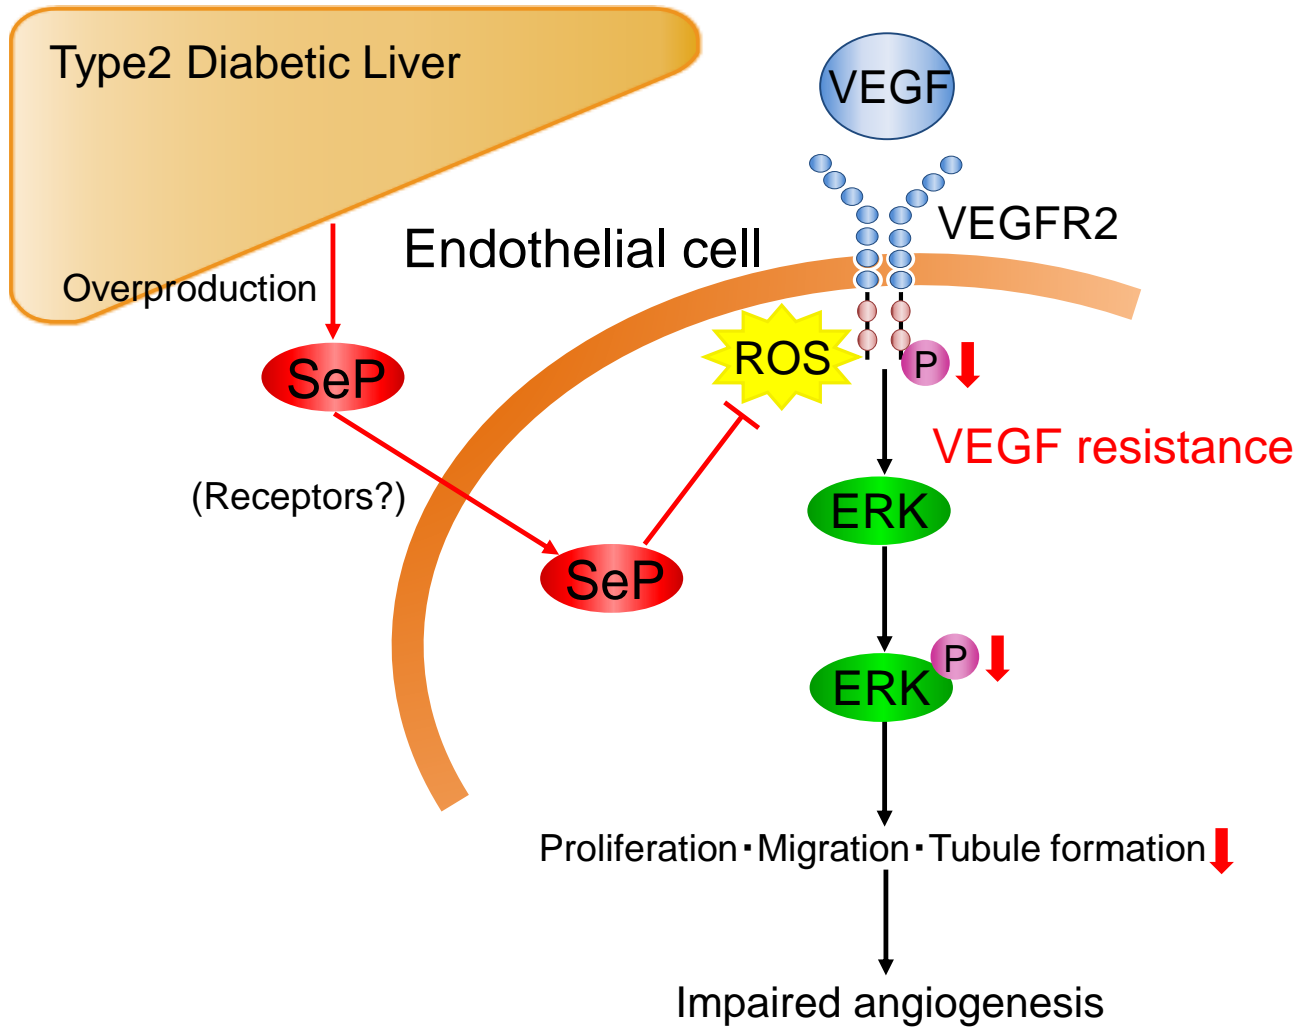 Type2 Diabetic Liver
VEGF
VEGFR2
Endothelial cell
Overproduction
SeP
ROS
P
VEGF resistance
(Receptors?)
ERK
SeP
P
ERK
Proliferation・Migration・Tubule formation
Impaired angiogenesis